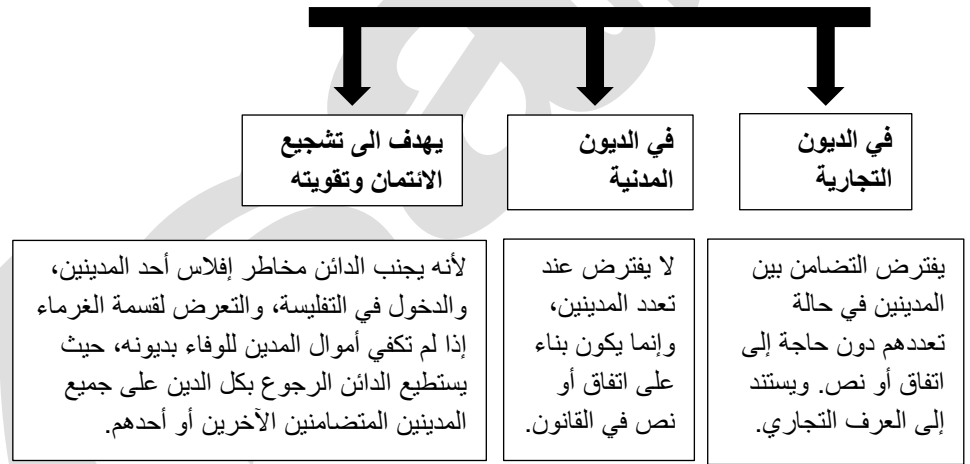 في الديون
التجارية
في الديون
المدنية
يهدف الى تشجيع
الائتمان وتقويته
يفترض التضامن بين
المدينين في حالة
تعددهم دون حاجة إلى
اتفاق أو نص. ويستند
إلى العرف التجاري.
لا يفترض عند
تعدد المدينين،
وإنما يكون بناء
على اتفاق أو
نص في القانون.
لأنه يجنب الدائن مخاطر إفلاس أحد المدينين،
والدخول في التفليسة، والتعرض لقسمة الغرماء
إذا لم تكفي أموال المدين للوفاء بديونه، حيث
يستطيع الدائن الرجوع بكل الدين على جميع
المدينين المتضامنين الآخرين أو أحدهم.